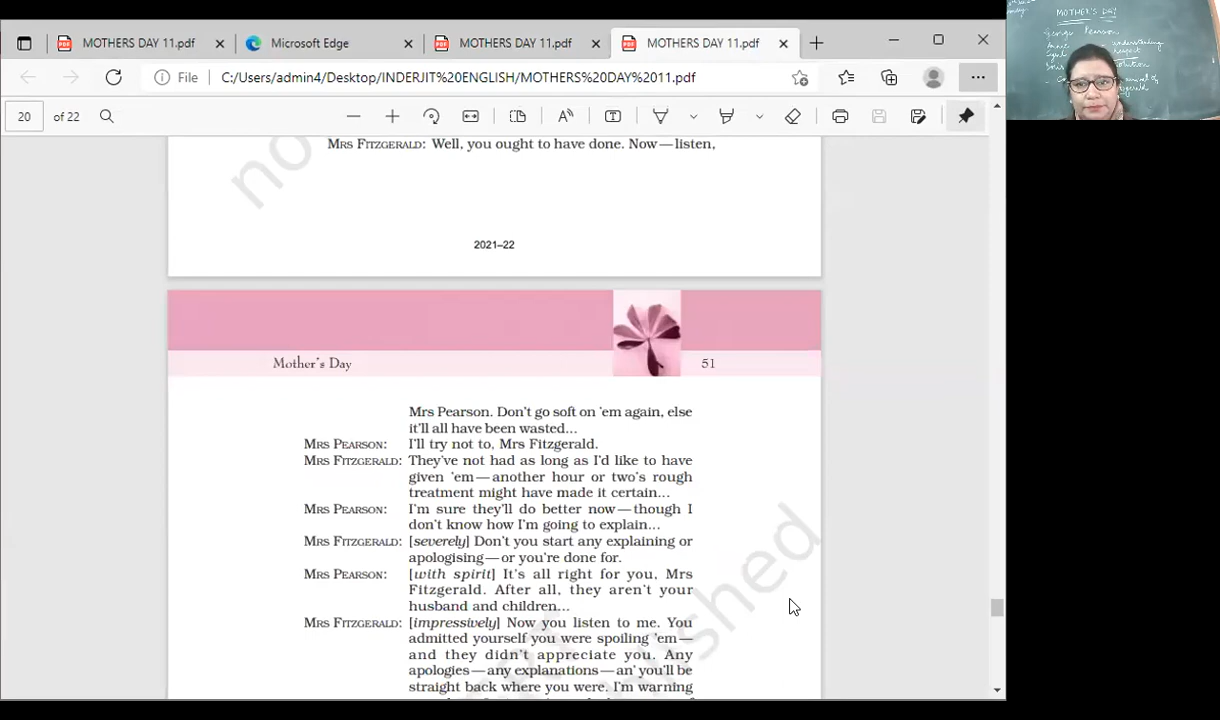 MOTHERS DAY 11.pdf
Microsoft Edge
MOTHERS DAY 11.pdf
MOTHERS DAY 11.pdf
File
C:/Users/admin4/Desktop/INDERJIT%20ENGLISH/MOTHERS%20DAY%2011.pdf
20 of 22
MRS FITZGERALD: Well, you ought to have done. Now—listen,
no
2021–22
Mother's Day
51
Mrs Pearson. Don't go soft on 'em again, else
it'll all have been wasted...
MRS PEARSON: I'll try not to, Mrs Fitzgerald.
MRS FITZGERALD: They've not had as long as I'd like to have
given 'em—another hour or two's rough
treatment might have made it certain...
MRS PEARSON: I'm sure they'll do better now—though I
don't know how I'm going to explain...
MRS FITZGERALD: [severely] Don't you start any explaining or
apologising—or you're done for.
MRS PEARSON: [with spirit] It's all right for you, Mrs
Fitzgerald. After all, they aren't your
husband and children...
MRS FITZGERALD: [impressively] Now you listen to me. You
admitted yourself you were spoiling 'em—
and they didn't appreciate you. Any
apologies—any explanations—an' you'll be
straight back where you were. I'm warning
MOTHER'S DAY
George Pearson
understanding
respect